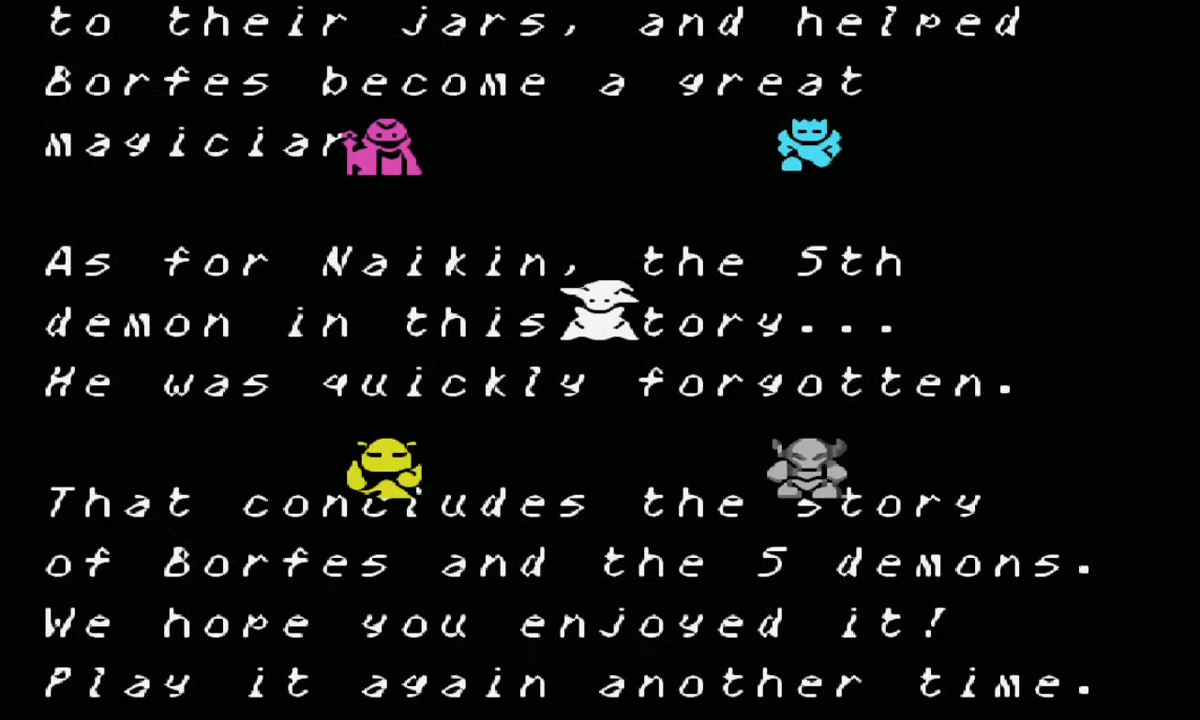 to their jars, and helped
Borfes become a great
magician
As for Naikin, the 5th
demon in this story...
He was quickly forgotten.
That concludes the story
of Borfes and the 5 demons.
We hope you enjoyed it!
Play it again another time.